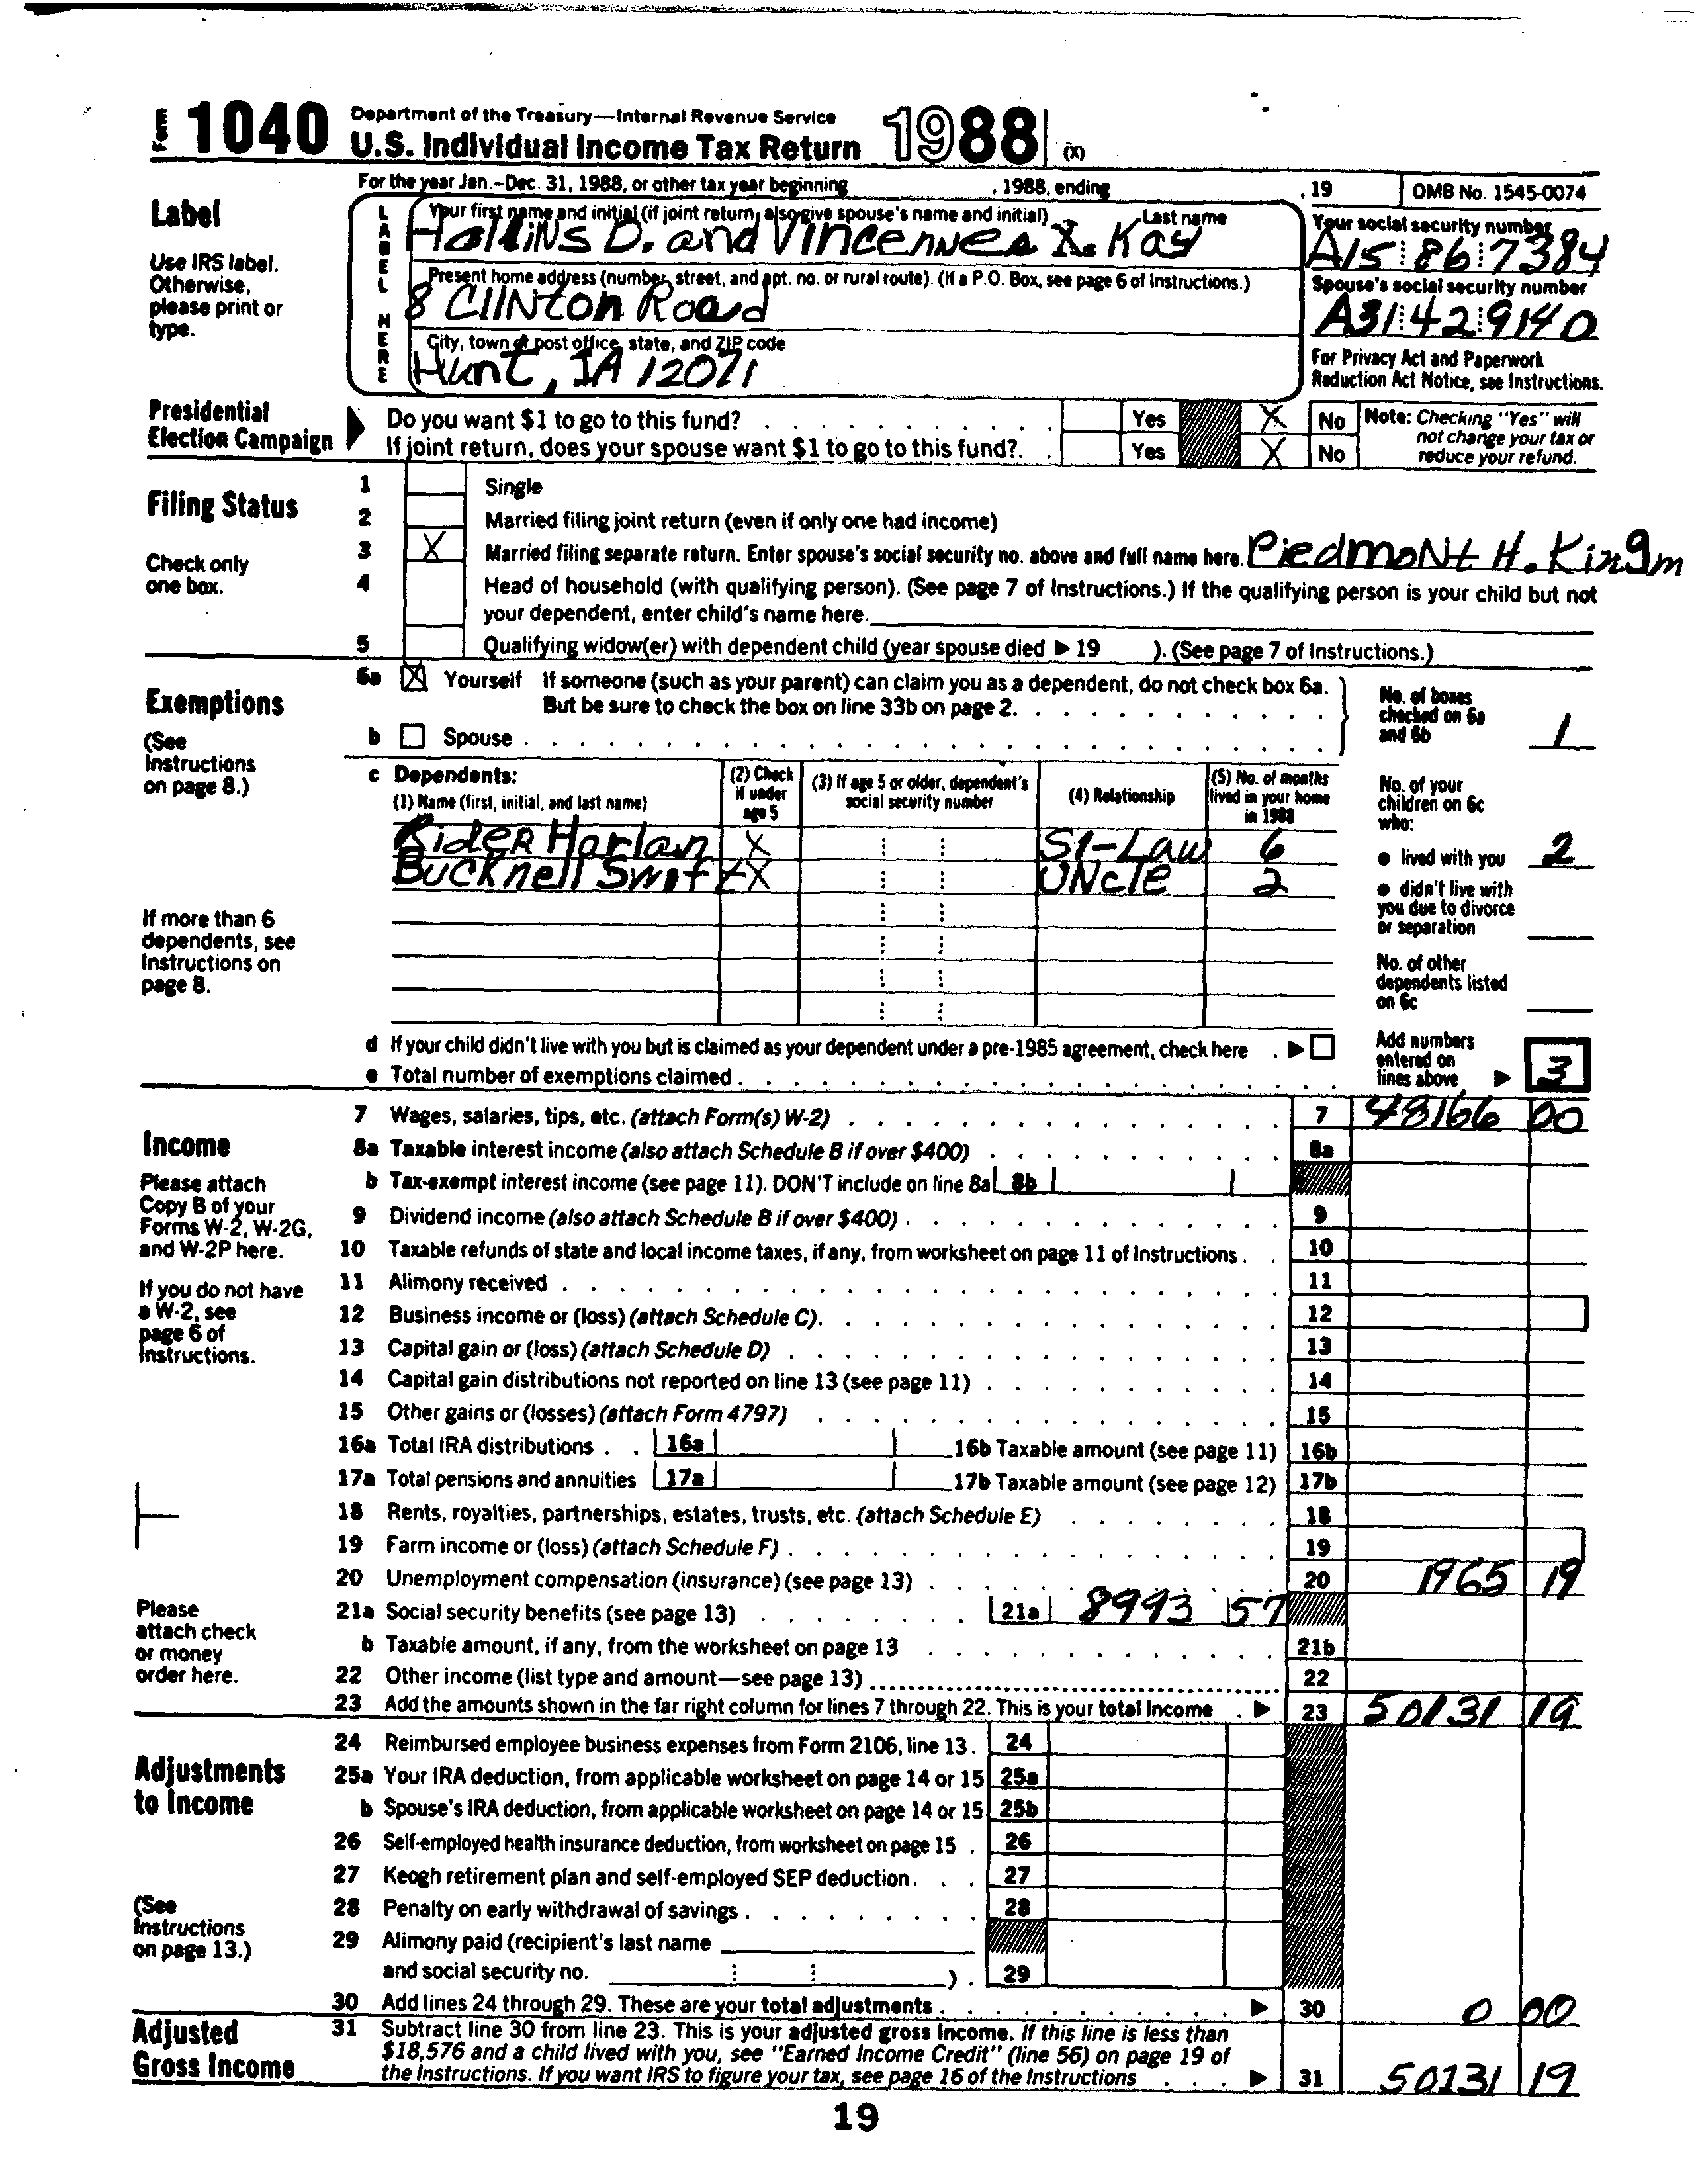 Form 1040 Department of the Treasury—Internal Revenue Service
U.S. Individual Income Tax Return 1988 (X)
For the year Jan.-Dec. 31, 1988, or other tax year beginning , 1988, ending , 19 OMB No. 1545-0074
Label
Use IRS label. Otherwise, please print or type.
LABEL HERE
Your first name and initial (if joint return, also give spouse's name and initial) Last name
Hollins D. and Vincennes X. Kay
Your social security number
A15 86 7384
Present home address (number, street, and apt. no. or rural route). (If a P.O. Box, see page 6 of Instructions.)
8 Clinton Road
Spouse's social security number
A31 42 9140
City, town or post office, state, and ZIP code
Hunt, IA 12071
For Privacy Act and Paperwork Reduction Act Notice, see Instructions.
Presidential Election Campaign
Do you want $1 to go to this fund? Yes X No
If joint return, does your spouse want $1 to go to this fund? Yes X No
Note: Checking "Yes" will not change your tax or reduce your refund.
Filing Status
Check only one box.
1 Single
2 Married filing joint return (even if only one had income)
3 X Married filing separate return. Enter spouse's social security no. above and full name here. Piedmont H. Kingm
4 Head of household (with qualifying person). (See page 7 of Instructions.) If the qualifying person is your child but not
your dependent, enter child's name here.
5 Qualifying widow(er) with dependent child (year spouse died ▶ 19 ). (See page 7 of Instructions.)
Exemptions
(See Instructions on page 8.)
6a X Yourself If someone (such as your parent) can claim you as a dependent, do not check box 6a.
But be sure to check the box on line 33b on page 2.
b Spouse
No. of boxes checked on 6a and 6b 1
c Dependents:
(1) Name (first, initial, and last name)
(2) Check if under age 5
(3) If age 5 or older, dependent's social security number
(4) Relationship
(5) No. of months lived in your home in 1988
Rider Harlan X SI-Law 6
Bucknell Swift X Uncle 2
No. of your children on 6c who:
● lived with you 2
● didn't live with you due to divorce or separation
No. of other dependents listed on 6c
If more than 6 dependents, see Instructions on page 8.
d If your child didn't live with you but is claimed as your dependent under a pre-1985 agreement, check here ▶
e Total number of exemptions claimed
Add numbers entered on lines above ▶ 3
Income
Please attach Copy B of your Forms W-2, W-2G, and W-2P here.
If you do not have a W-2, see page 6 of Instructions.
Please attach check or money order here.
7 Wages, salaries, tips, etc. (attach Form(s) W-2) 7 48166 00
8a Taxable interest income (also attach Schedule B if over $400) 8a
b Tax-exempt interest income (see page 11). DON'T include on line 8a 8b
9 Dividend income (also attach Schedule B if over $400) 9
10 Taxable refunds of state and local income taxes, if any, from worksheet on page 11 of Instructions 10
11 Alimony received 11
12 Business income or (loss) (attach Schedule C) 12
13 Capital gain or (loss) (attach Schedule D) 13
14 Capital gain distributions not reported on line 13 (see page 11) 14
15 Other gains or (losses) (attach Form 4797) 15
16a Total IRA distributions 16a 16b Taxable amount (see page 11) 16b
17a Total pensions and annuities 17a 17b Taxable amount (see page 12) 17b
18 Rents, royalties, partnerships, estates, trusts, etc. (attach Schedule E) 18
19 Farm income or (loss) (attach Schedule F) 19
20 Unemployment compensation (insurance) (see page 13) 20 1965 19
21a Social security benefits (see page 13) 21a 8993 57
b Taxable amount, if any, from the worksheet on page 13 21b
22 Other income (list type and amount—see page 13) 22
23 Add the amounts shown in the far right column for lines 7 through 22. This is your total income ▶ 23 50131 19
Adjustments to Income
(See Instructions on page 13.)
24 Reimbursed employee business expenses from Form 2106, line 13. 24
25a Your IRA deduction, from applicable worksheet on page 14 or 15 25a
b Spouse's IRA deduction, from applicable worksheet on page 14 or 15 25b
26 Self-employed health insurance deduction, from worksheet on page 15 26
27 Keogh retirement plan and self-employed SEP deduction 27
28 Penalty on early withdrawal of savings 28
29 Alimony paid (recipient's last name
and social security no. ) 29
30 Add lines 24 through 29. These are your total adjustments ▶ 30 0 00
Adjusted Gross Income
31 Subtract line 30 from line 23. This is your adjusted gross income. If this line is less than
$18,576 and a child lived with you, see "Earned Income Credit" (line 56) on page 19 of
the Instructions. If you want IRS to figure your tax, see page 16 of the Instructions ▶ 31 50131 19
19